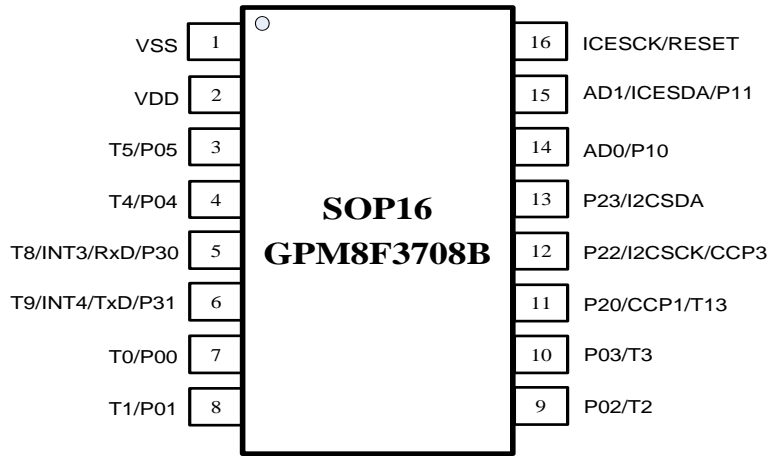 VSS 1 16 ICESCK/RESET
VDD 2 15 AD1/ICESDA/P11
T5/P05 3 14 AD0/P10
T4/P04 4 13 P23/I2CSDA
SOP16
T8/INT3/RxD/P30 5 12 P22/I2CSCK/CCP3
GPM8F3708B
T9/INT4/TxD/P31 6 11 P20/CCP1/T13
T0/P00 7 10 P03/T3
T1/P01 8 9 P02/T2